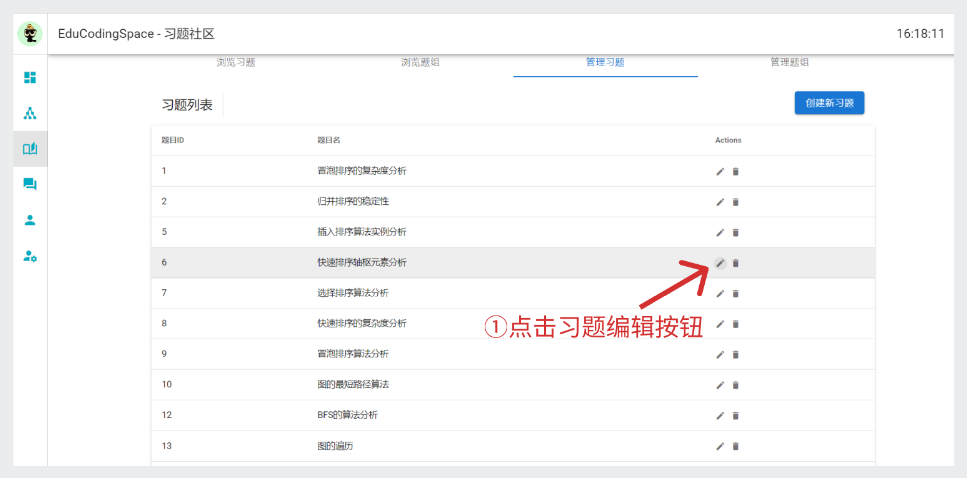 EduCodingSpace - 习题社区 16:18:11
浏览习题 浏览题组 管理习题 管理题组
习题列表 创建新习题
题目ID 题目名 Actions
1 冒泡排序的复杂度分析
2 归并排序的稳定性
5 插入排序算法实例分析
6 快速排序轴枢元素分析
7 选择排序算法分析
8 快速排序的复杂度分析
①点击习题编辑按钮
9 冒泡排序算法分析
10 图的最短路径算法
12 BFS的算法分析
13 图的遍历